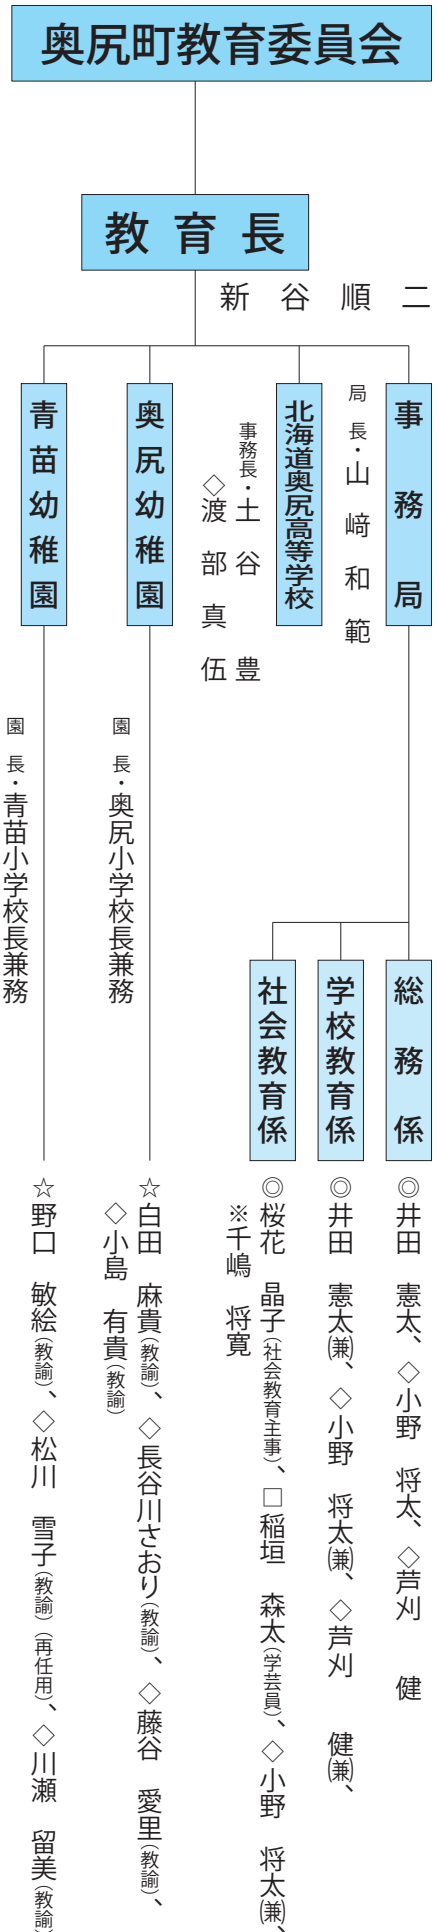 奥尻町教育委員会
教育長
新谷順二
事務局
局長・山﨑和範
北海道奥尻高等学校
事務長・土谷豊
◇渡部真伍
奥尻幼稚園
園長・奥尻小学校長兼務
青苗幼稚園
園長・青苗小学校長兼務
総務係
◎井田 憲太、◇小野 将太、◇芦刈 健
学校教育係
◎井田 憲太(兼)、◇小野 将太(兼)、◇芦刈 健(兼)、
社会教育係
◎桜花 晶子(社会教育主事)、□稲垣 森太(学芸員)、◇小野 将太(兼)、
※千嶋 将寛
☆白田 麻貴(教諭)、◇長谷川さおり(教諭)、◇藤谷 愛里(教諭)、
◇小島 有貴(教諭)
☆野口 敏絵(教諭)、◇松川 雪子(教諭)(再任用)、◇川瀬 留美(教諭)